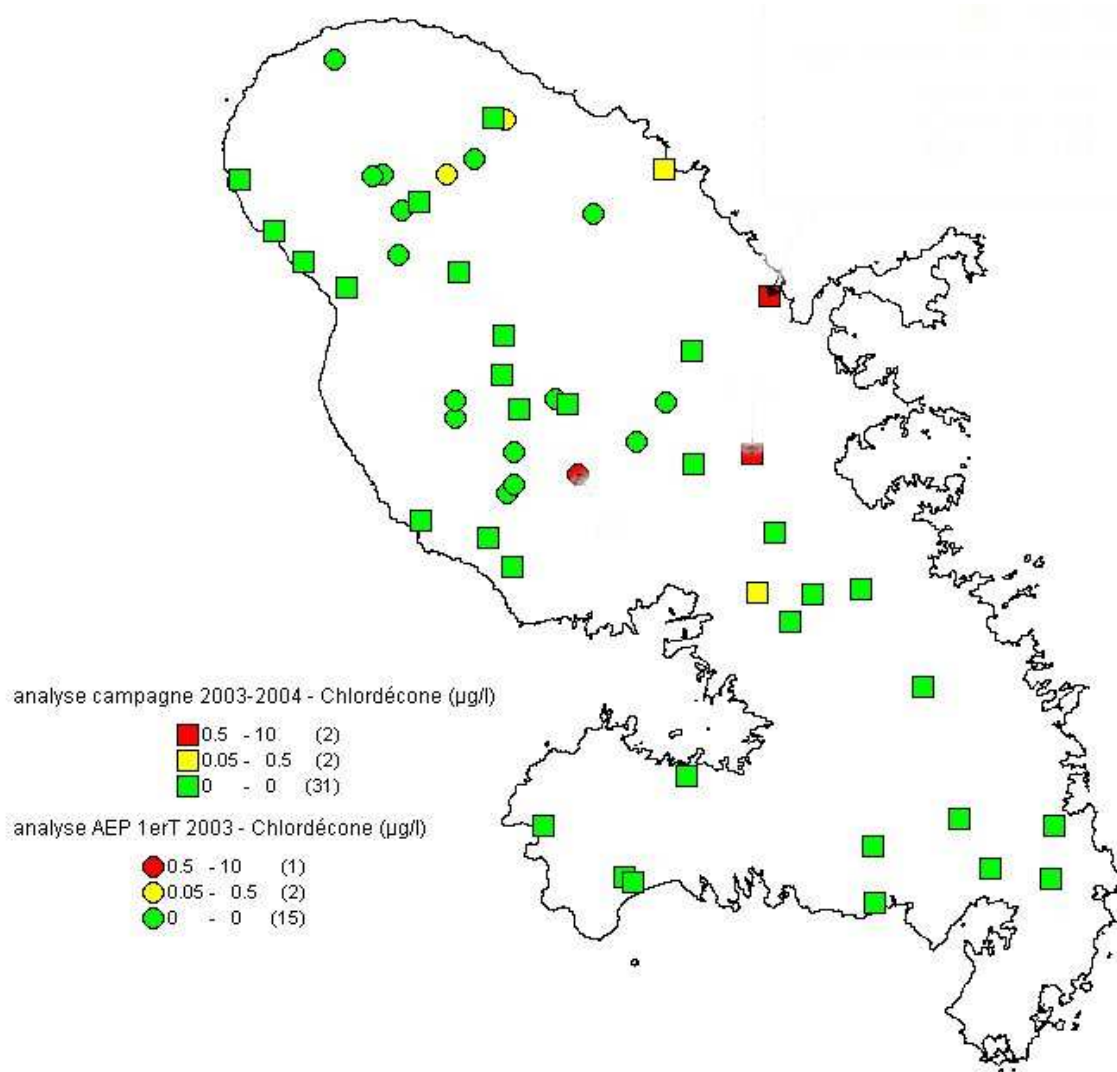 analyse campagne 2003-2004 - Chlordécone (µg/l)
0.5 - 10 (2)
0.05 - 0.5 (2)
0 - 0 (31)
analyse AEP 1erT 2003 - Chlordécone (µg/l)
0.5 - 10 (1)
0.05 - 0.5 (2)
0 - 0 (15)